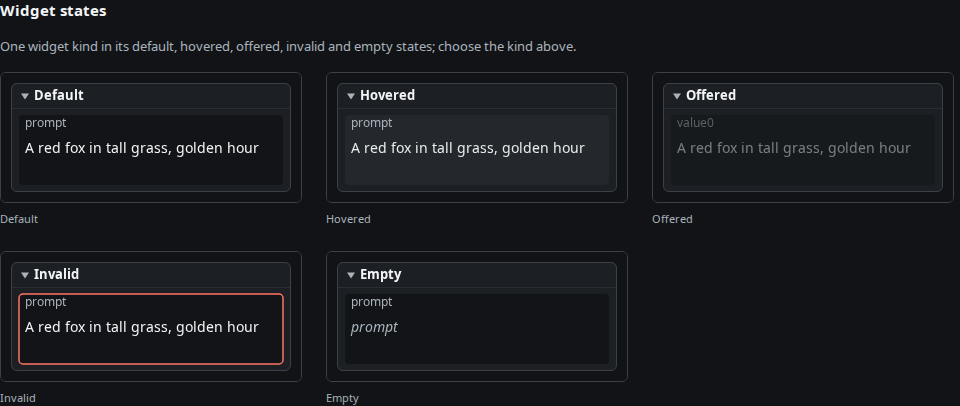 Widget states
One widget kind in its default, hovered, offered, invalid and empty states; choose the kind above.
Default
prompt
A red fox in tall grass, golden hour
Default
Hovered
prompt
A red fox in tall grass, golden hour
Hovered
Offered
value0
A red fox in tall grass, golden hour
Offered
Invalid
prompt
A red fox in tall grass, golden hour
Invalid
Empty
prompt
prompt
Empty